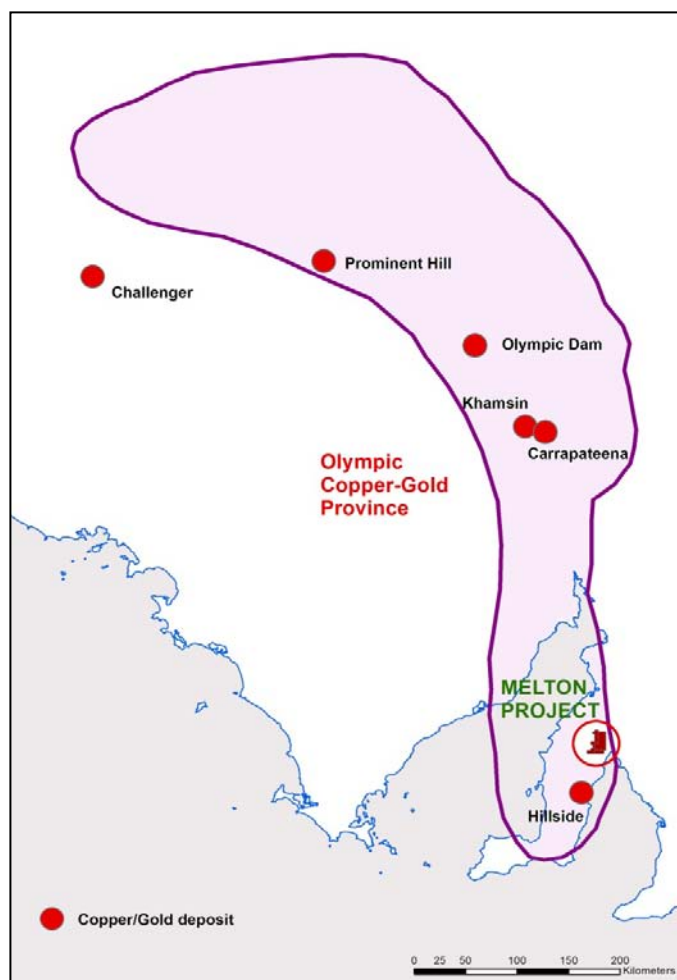 Prominent Hill
Challenger
Olympic Dam
Khamsin
Carrapateena
Olympic
Copper-Gold
Province
MELTON
PROJECT
Hillside
Copper/Gold deposit
0 25 50 100 150 200
Kilometers